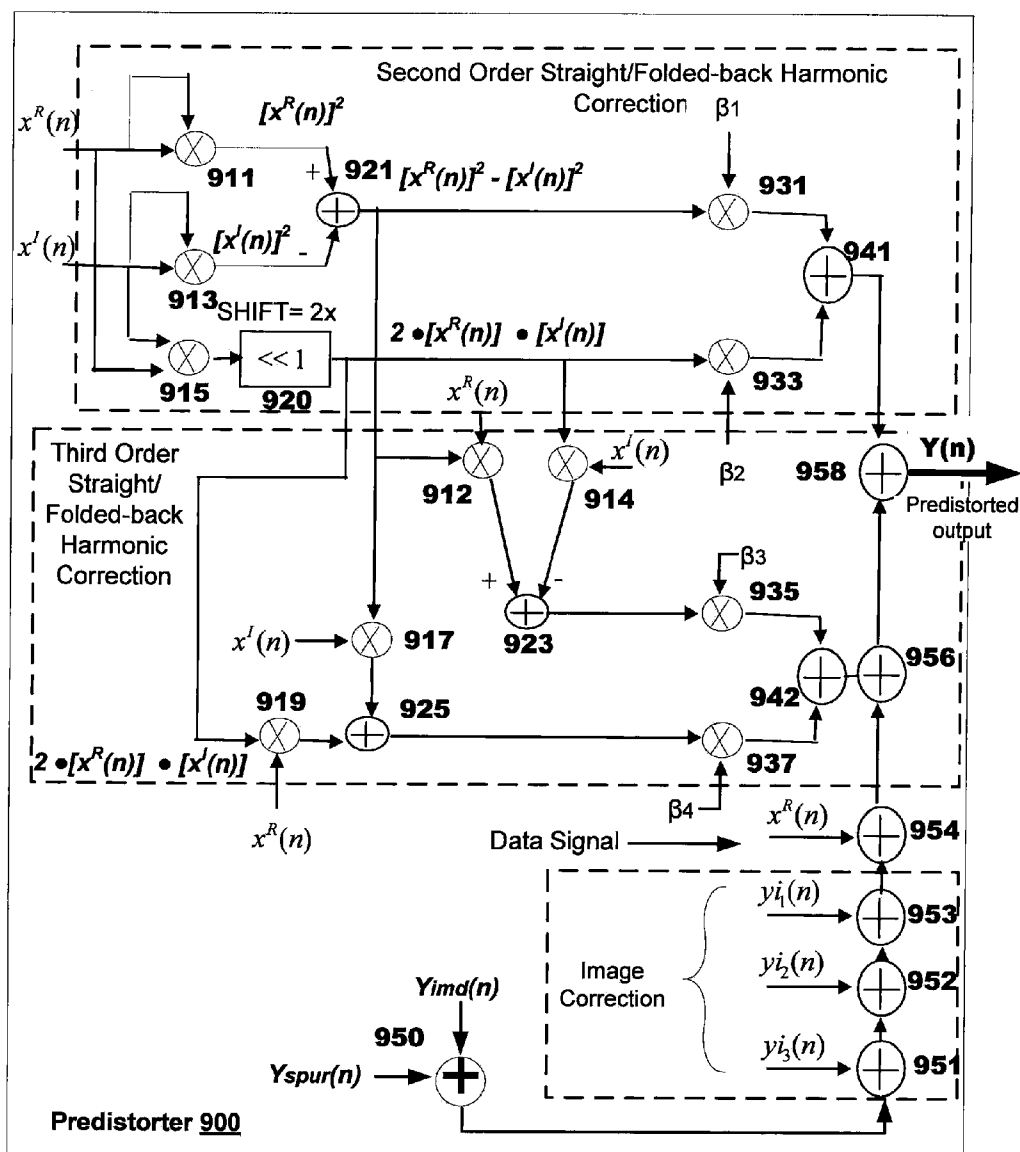 Second Order Straight/Folded-back Harmonic
Correction
β1
x^R(n)
[x^R(n)]^2
911
+
921
[x^R(n)]^2 - [x^I(n)]^2
931
x^I(n)
[x^I(n)]^2
-
913
941
SHIFT= 2x
<< 1
2 •[x^R(n)] • [x^I(n)]
915
920
933
x^R(n)
β2
Third Order
Straight/
Folded-back
Harmonic
Correction
912
x^I(n)
914
958
Y(n)
Predistorted
output
+
-
β3
935
923
x^I(n)
917
956
942
919
925
937
2 •[x^R(n)] • [x^I(n)]
β4
x^R(n)
Data Signal
x^R(n)
954
yi_1(n)
953
Image
Correction
yi_2(n)
952
Yimd(n)
950
yi_3(n)
951
Yspur(n)
Predistorter 900